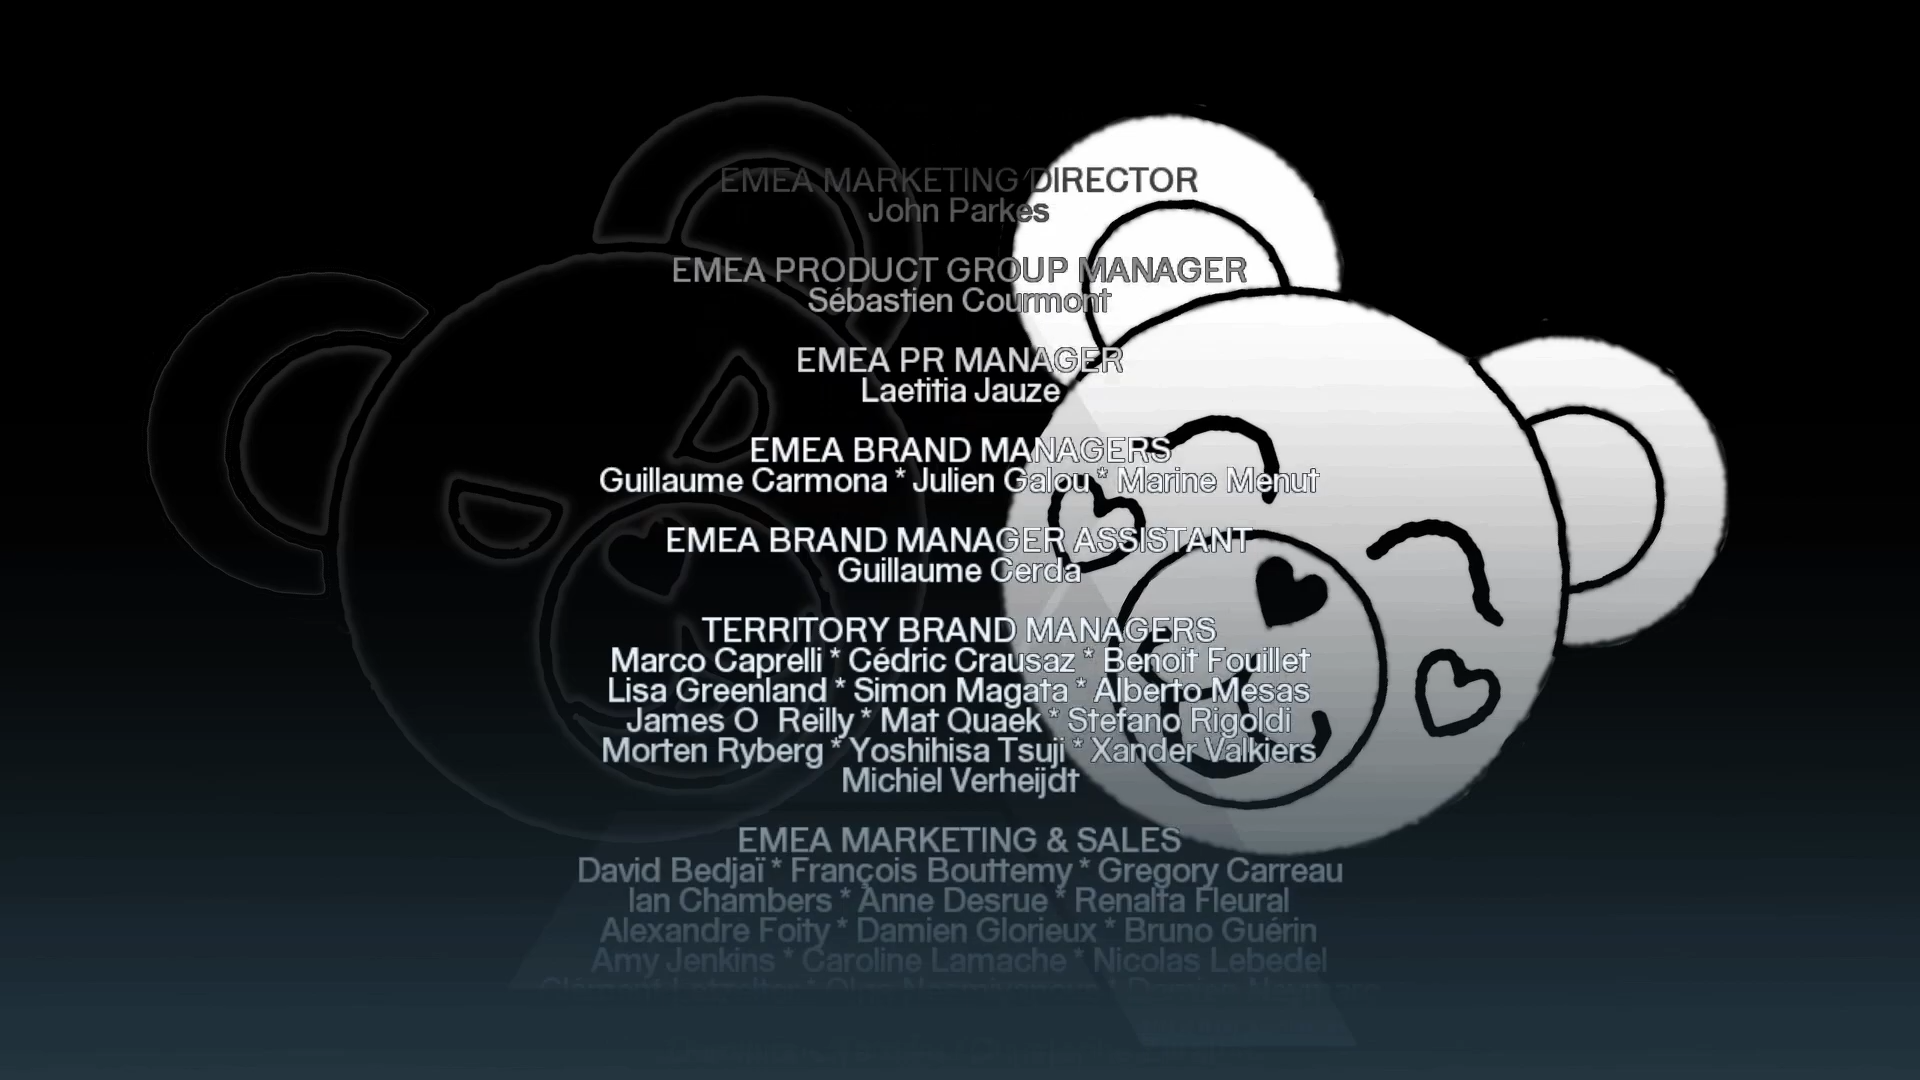 EMEA MARKETING DIRECTOR
John Parkes
EMEA PRODUCT GROUP MANAGER
Sébastien Courmont
EMEA PR MANAGER
Laetitia Jauze
EMEA BRAND MANAGERS
Guillaume Carmona * Julien Galou * Marine Menut
EMEA BRAND MANAGER ASSISTANT
Guillaume Cerda
TERRITORY BRAND MANAGERS
Marco Caprelli * Cédric Crausaz * Benoit Fouillet
Lisa Greenland * Simon Magata * Alberto Mesas
James O Reilly * Mat Quaek * Stefano Rigoldi
Morten Ryberg * Yoshihisa Tsuji * Xander Valkiers
Michiel Verheijdt
EMEA MARKETING & SALES
David Bedjaï * François Bouttemy * Gregory Carreau
Ian Chambers * Anne Desrue * Renalta Fleural
Alexandre Foity * Damien Glorieux * Bruno Guérin
Amy Jenkins * Caroline Lamache * Nicolas Lebedel